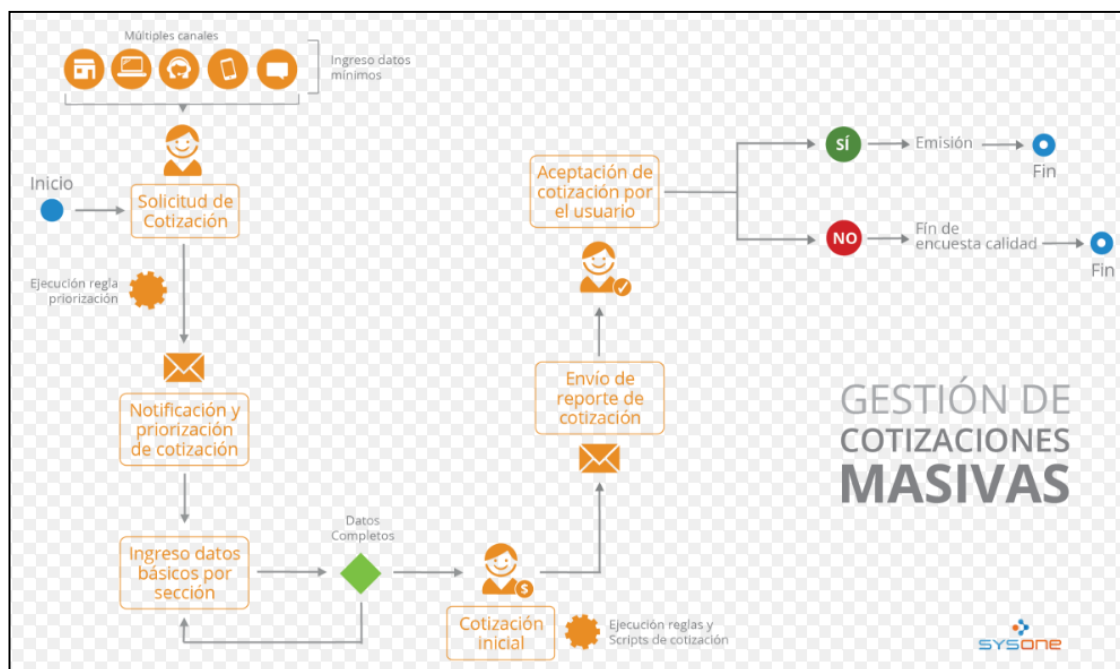 Múltiples canales
Ingreso datos
mínimos
Inicio
Solicitud de
Cotización
Ejecución regla
priorización
Notificación y
priorización
de cotización
Ingreso datos
básicos por
sección
Datos
Completos
Cotización
inicial
Ejecución reglas y
Scripts de cotización
Envío de
reporte de
cotización
Aceptación de
cotización por
el usuario
SÍ
Emisión
Fin
NO
Fín de
encuesta calidad
Fin
GESTIÓN DE
COTIZACIONES
MASIVAS
sysone